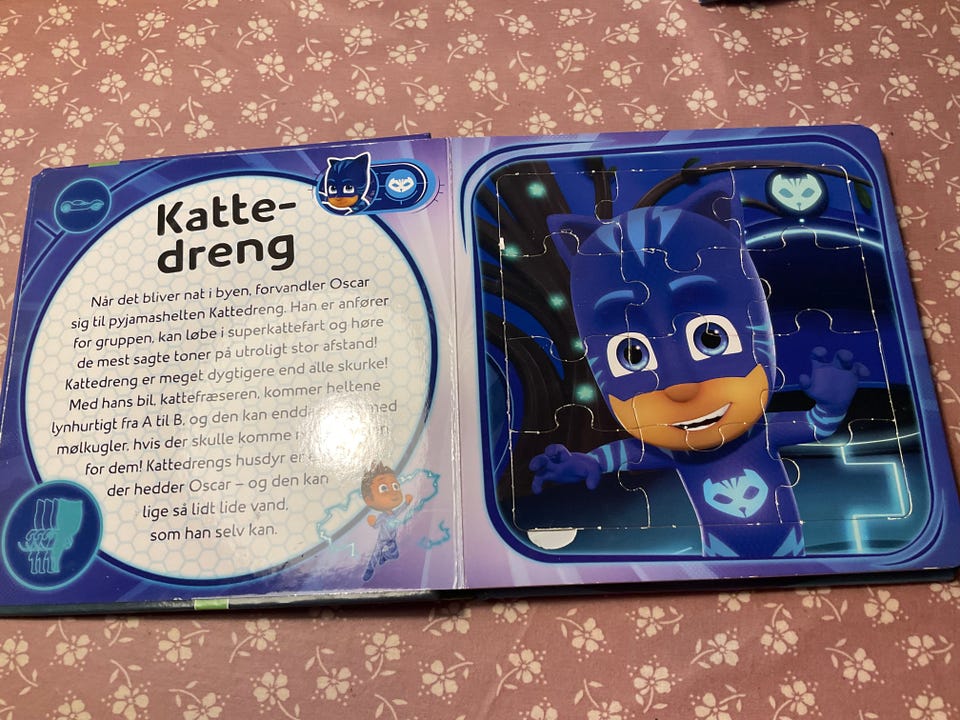 Katte-
dreng
Når det bliver nat i byen, forvandler Oscar
sig til pyjamashelten Kattedreng. Han er anfører
for gruppen, kan løbe i superkattefart og høre
de mest sagte toner på utroligt stor afstand!
Kattedreng er meget dygtigere end alle skurke!
Med hans bil, kattefræseren, kommer heltene
lynhurtigt fra A til B, og den kan med
mølkugler, hvis der skulle komme
for dem! Kattedrengs husdyr er
der hedder Oscar – og den kan
lige så lidt lide vand,
som han selv kan.